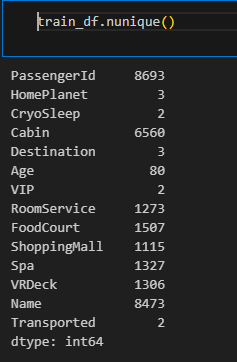 train_df.nunique()
PassengerId 8693
HomePlanet 3
CryoSleep 2
Cabin 6560
Destination 3
Age 80
VIP 2
RoomService 1273
FoodCourt 1507
ShoppingMall 1115
Spa 1327
VRDeck 1306
Name 8473
Transported 2
dtype: int64